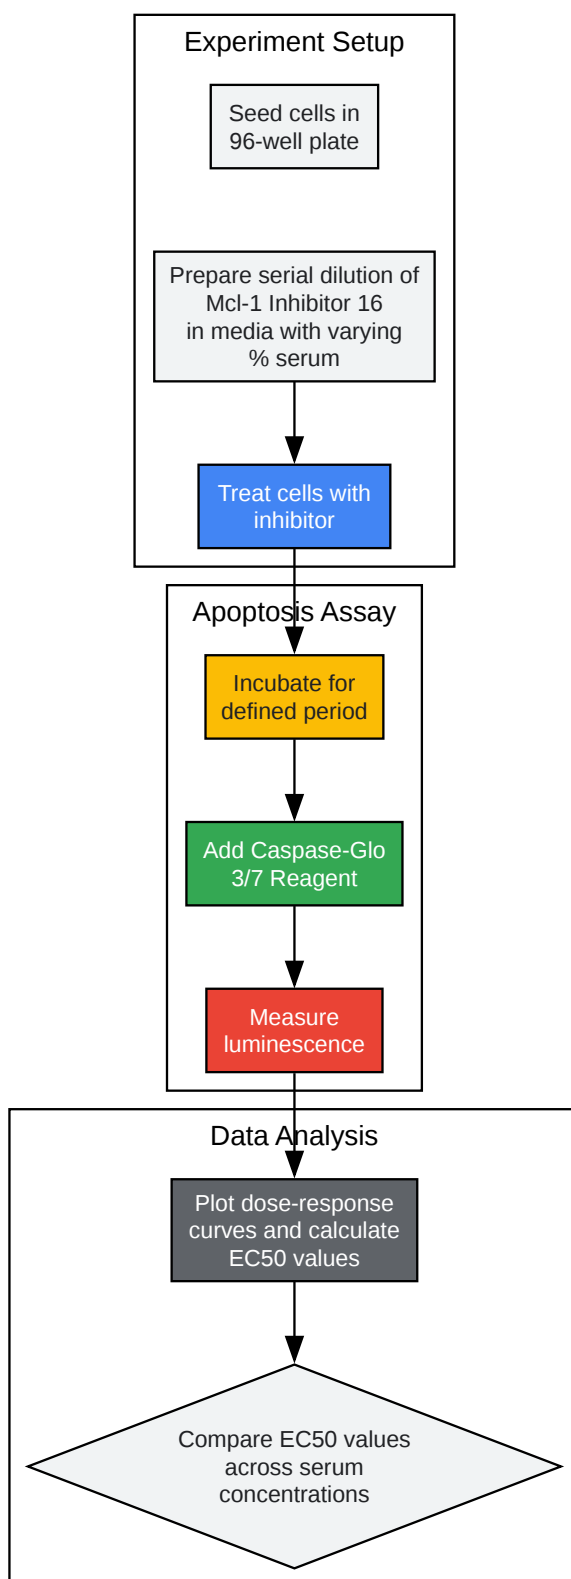 Experiment Setup
Seed cells in
96-well plate
Prepare serial dilution of
Mcl-1 Inhibitor 16
in media with varying
% serum
Treat cells with
inhibitor
Apoptosis Assay
Incubate for
defined period
Add Caspase-Glo
3/7 Reagent
Measure
luminescence
Data Analysis
Plot dose-response
curves and calculate
EC50 values
Compare EC50 values
across serum
concentrations